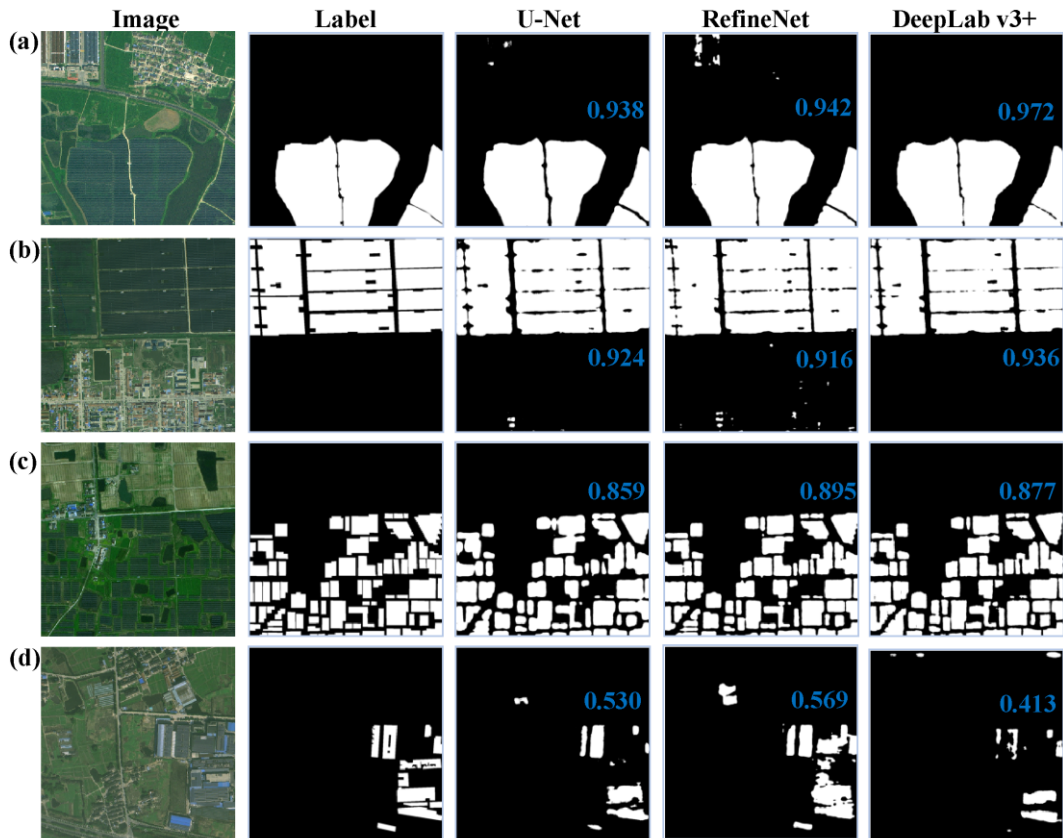 Image Label U-Net RefineNet DeepLab v3+
(a) 0.938 0.942 0.972
(b) 0.924 0.916 0.936
(c) 0.859 0.895 0.877
(d) 0.530 0.569 0.413